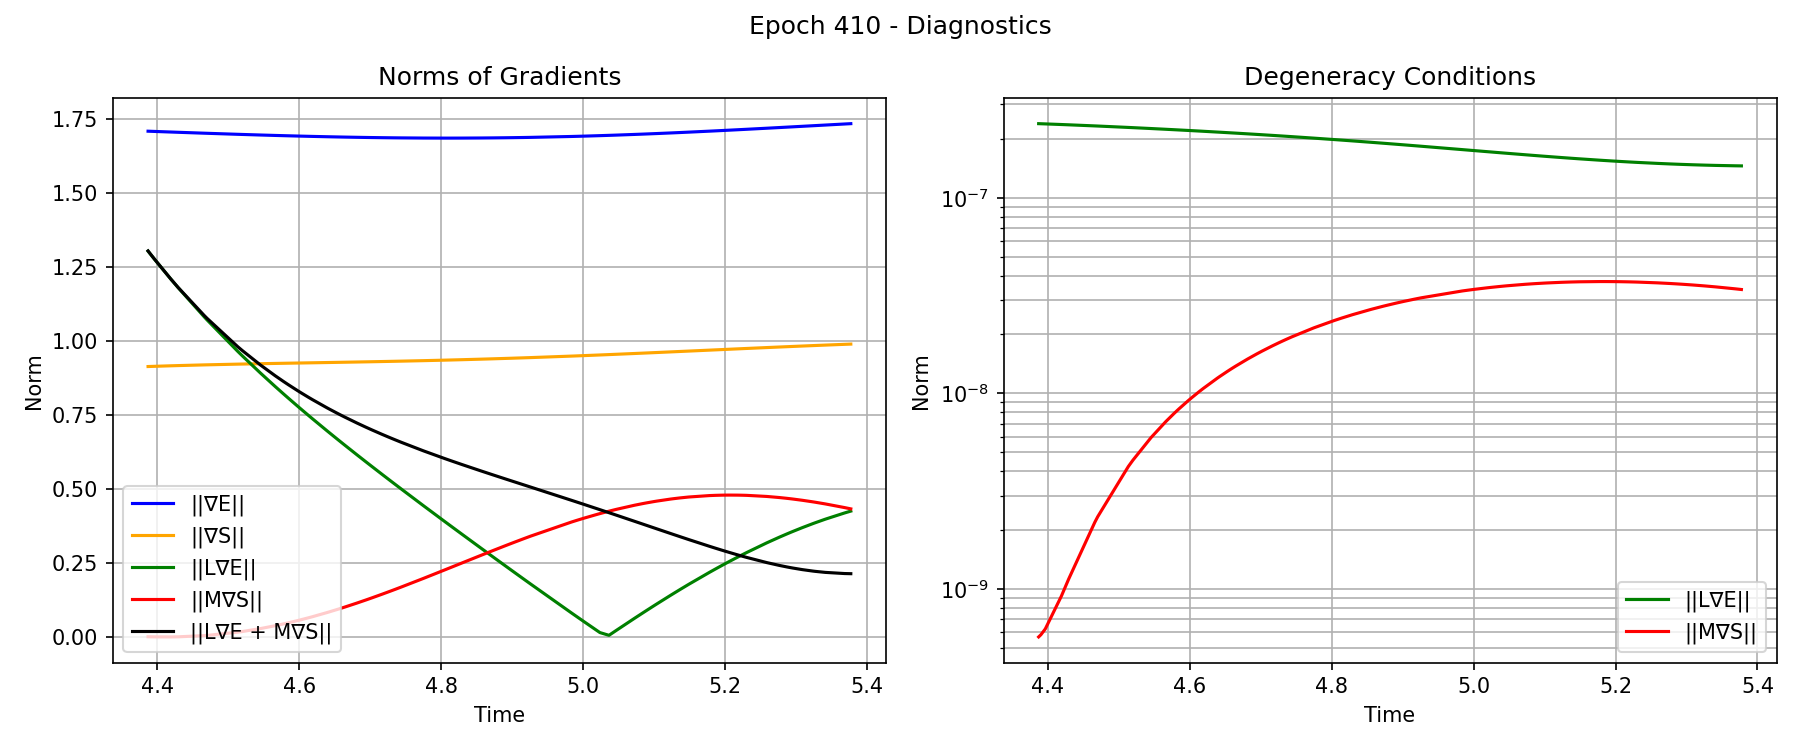 Epoch 410 - Diagnostics
Norms of Gradients
Norm
1.75
1.50
1.25
1.00
0.75
0.50
0.25
0.00
||∇E||
||∇S||
||L∇E||
||M∇S||
||L∇E + M∇S||
4.4 4.6 4.8 5.0 5.2 5.4
Time
Degeneracy Conditions
Norm
10⁻⁷
10⁻⁸
10⁻⁹
||L∇E||
||M∇S||
4.4 4.6 4.8 5.0 5.2 5.4
Time